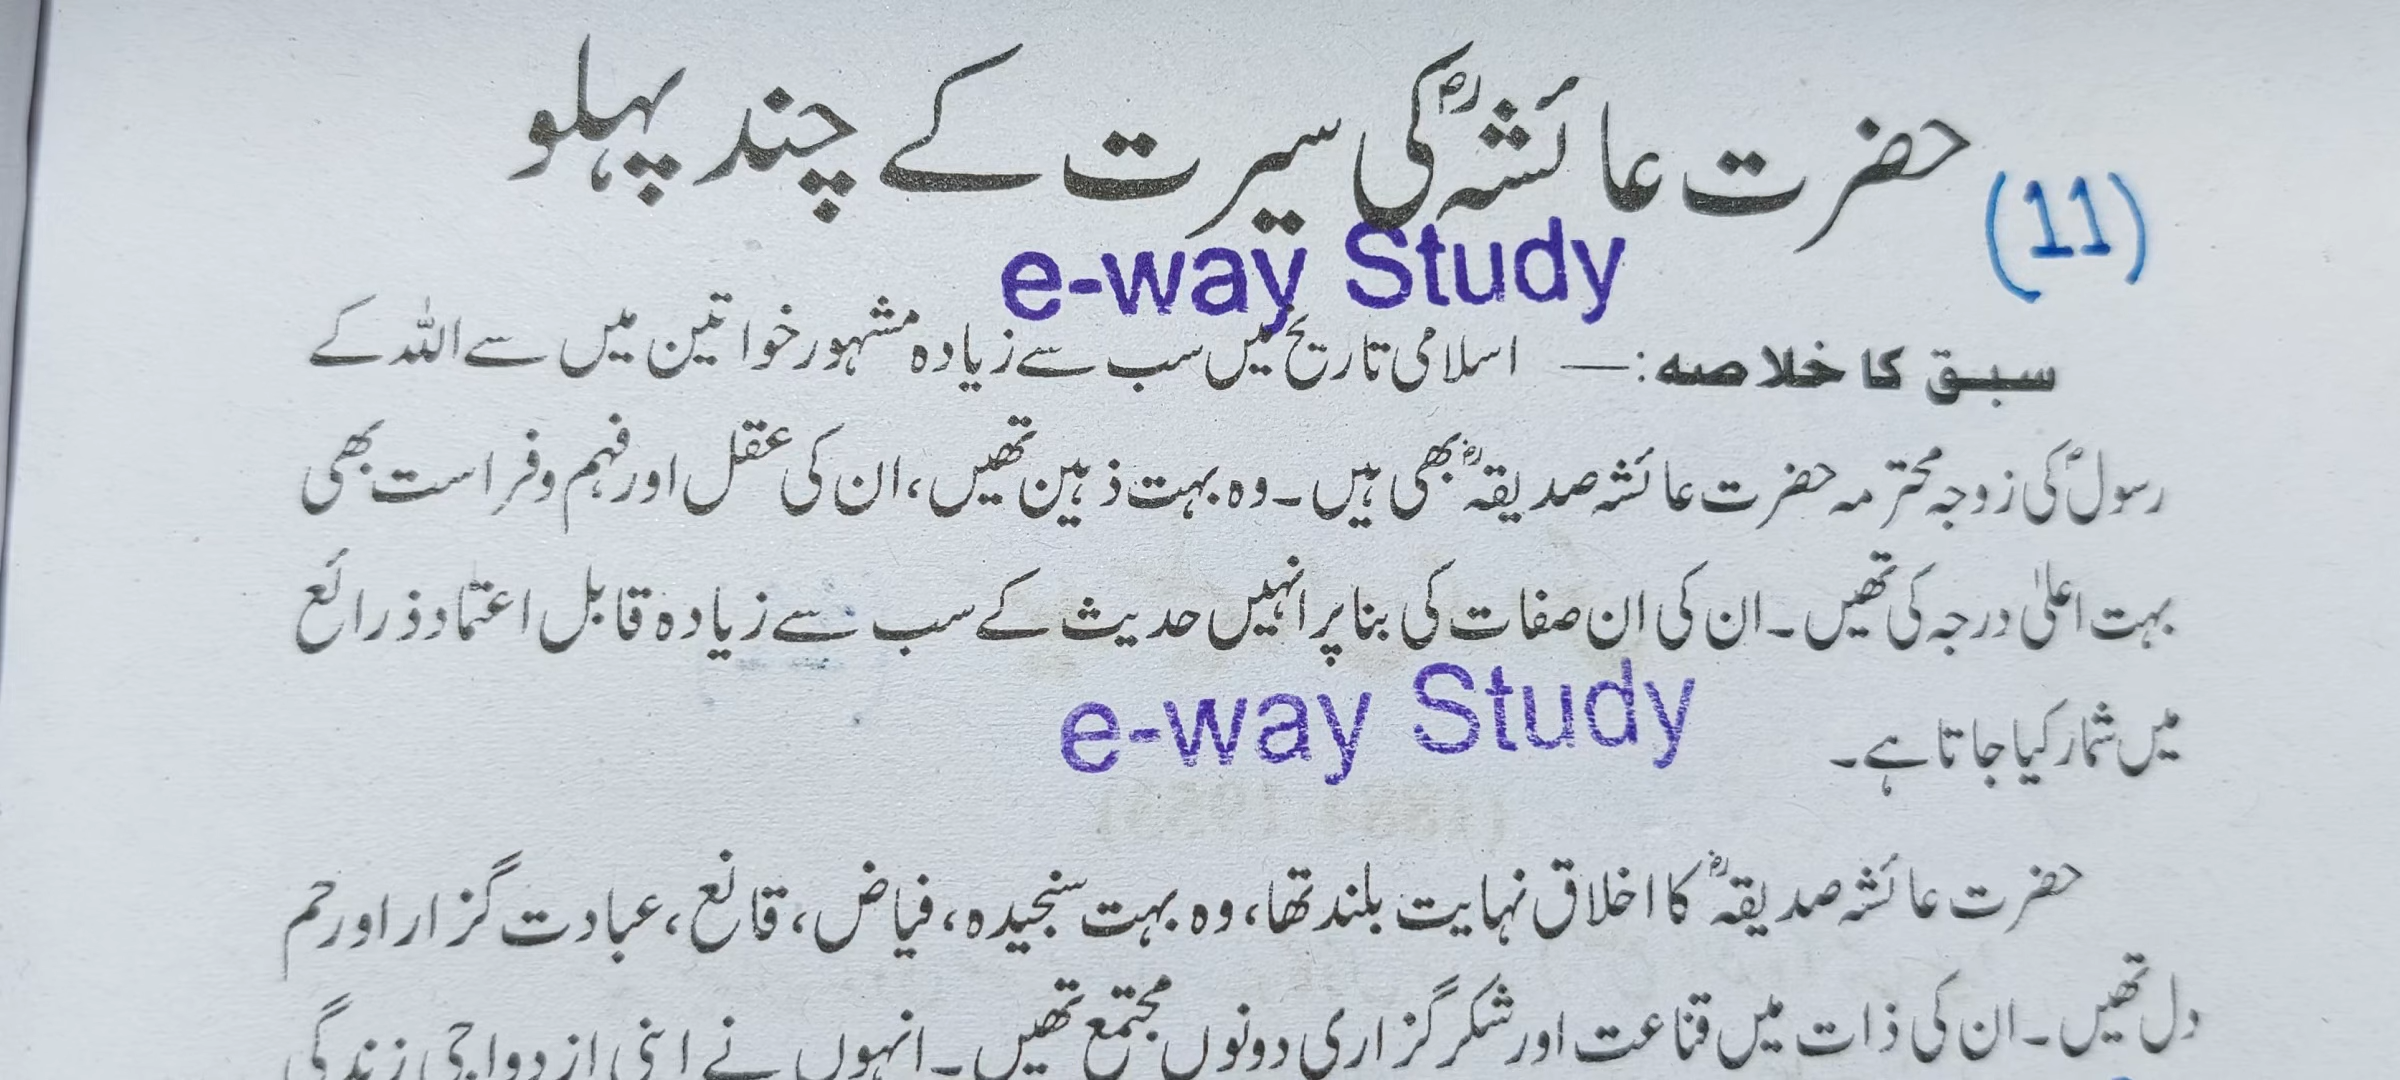 (11) حضرت عائشہؓ کی سیرت کے چند پہلو
e-way Study
سبق کا خلاصہ:— اسلامی تاریخ میں سب سے زیادہ مشہور خواتین میں سے اللہ کے
رسولؐ کی زوجہ محترمہ حضرت عائشہ صدیقہؓ بھی ہیں۔ وہ بہت ذہین تھیں، ان کی عقل اور فہم و فراست بھی
بہت اعلیٰ درجہ کی تھیں۔ ان کی ان صفات کی بنا پر انہیں حدیث کے سب سے زیادہ قابل اعتماد ذرائع
e-way Study
میں شمار کیا جاتا ہے۔
حضرت عائشہ صدیقہؓ کا اخلاق نہایت بلند تھا، وہ بہت سنجیدہ، فیاض، قانع، عبادت گزار اور رحم
دل تھیں۔ ان کی ذات میں قناعت اور شکر گزاری دونوں مجتمع تھیں۔ انہوں نے اپنی ازدواجی زندگی